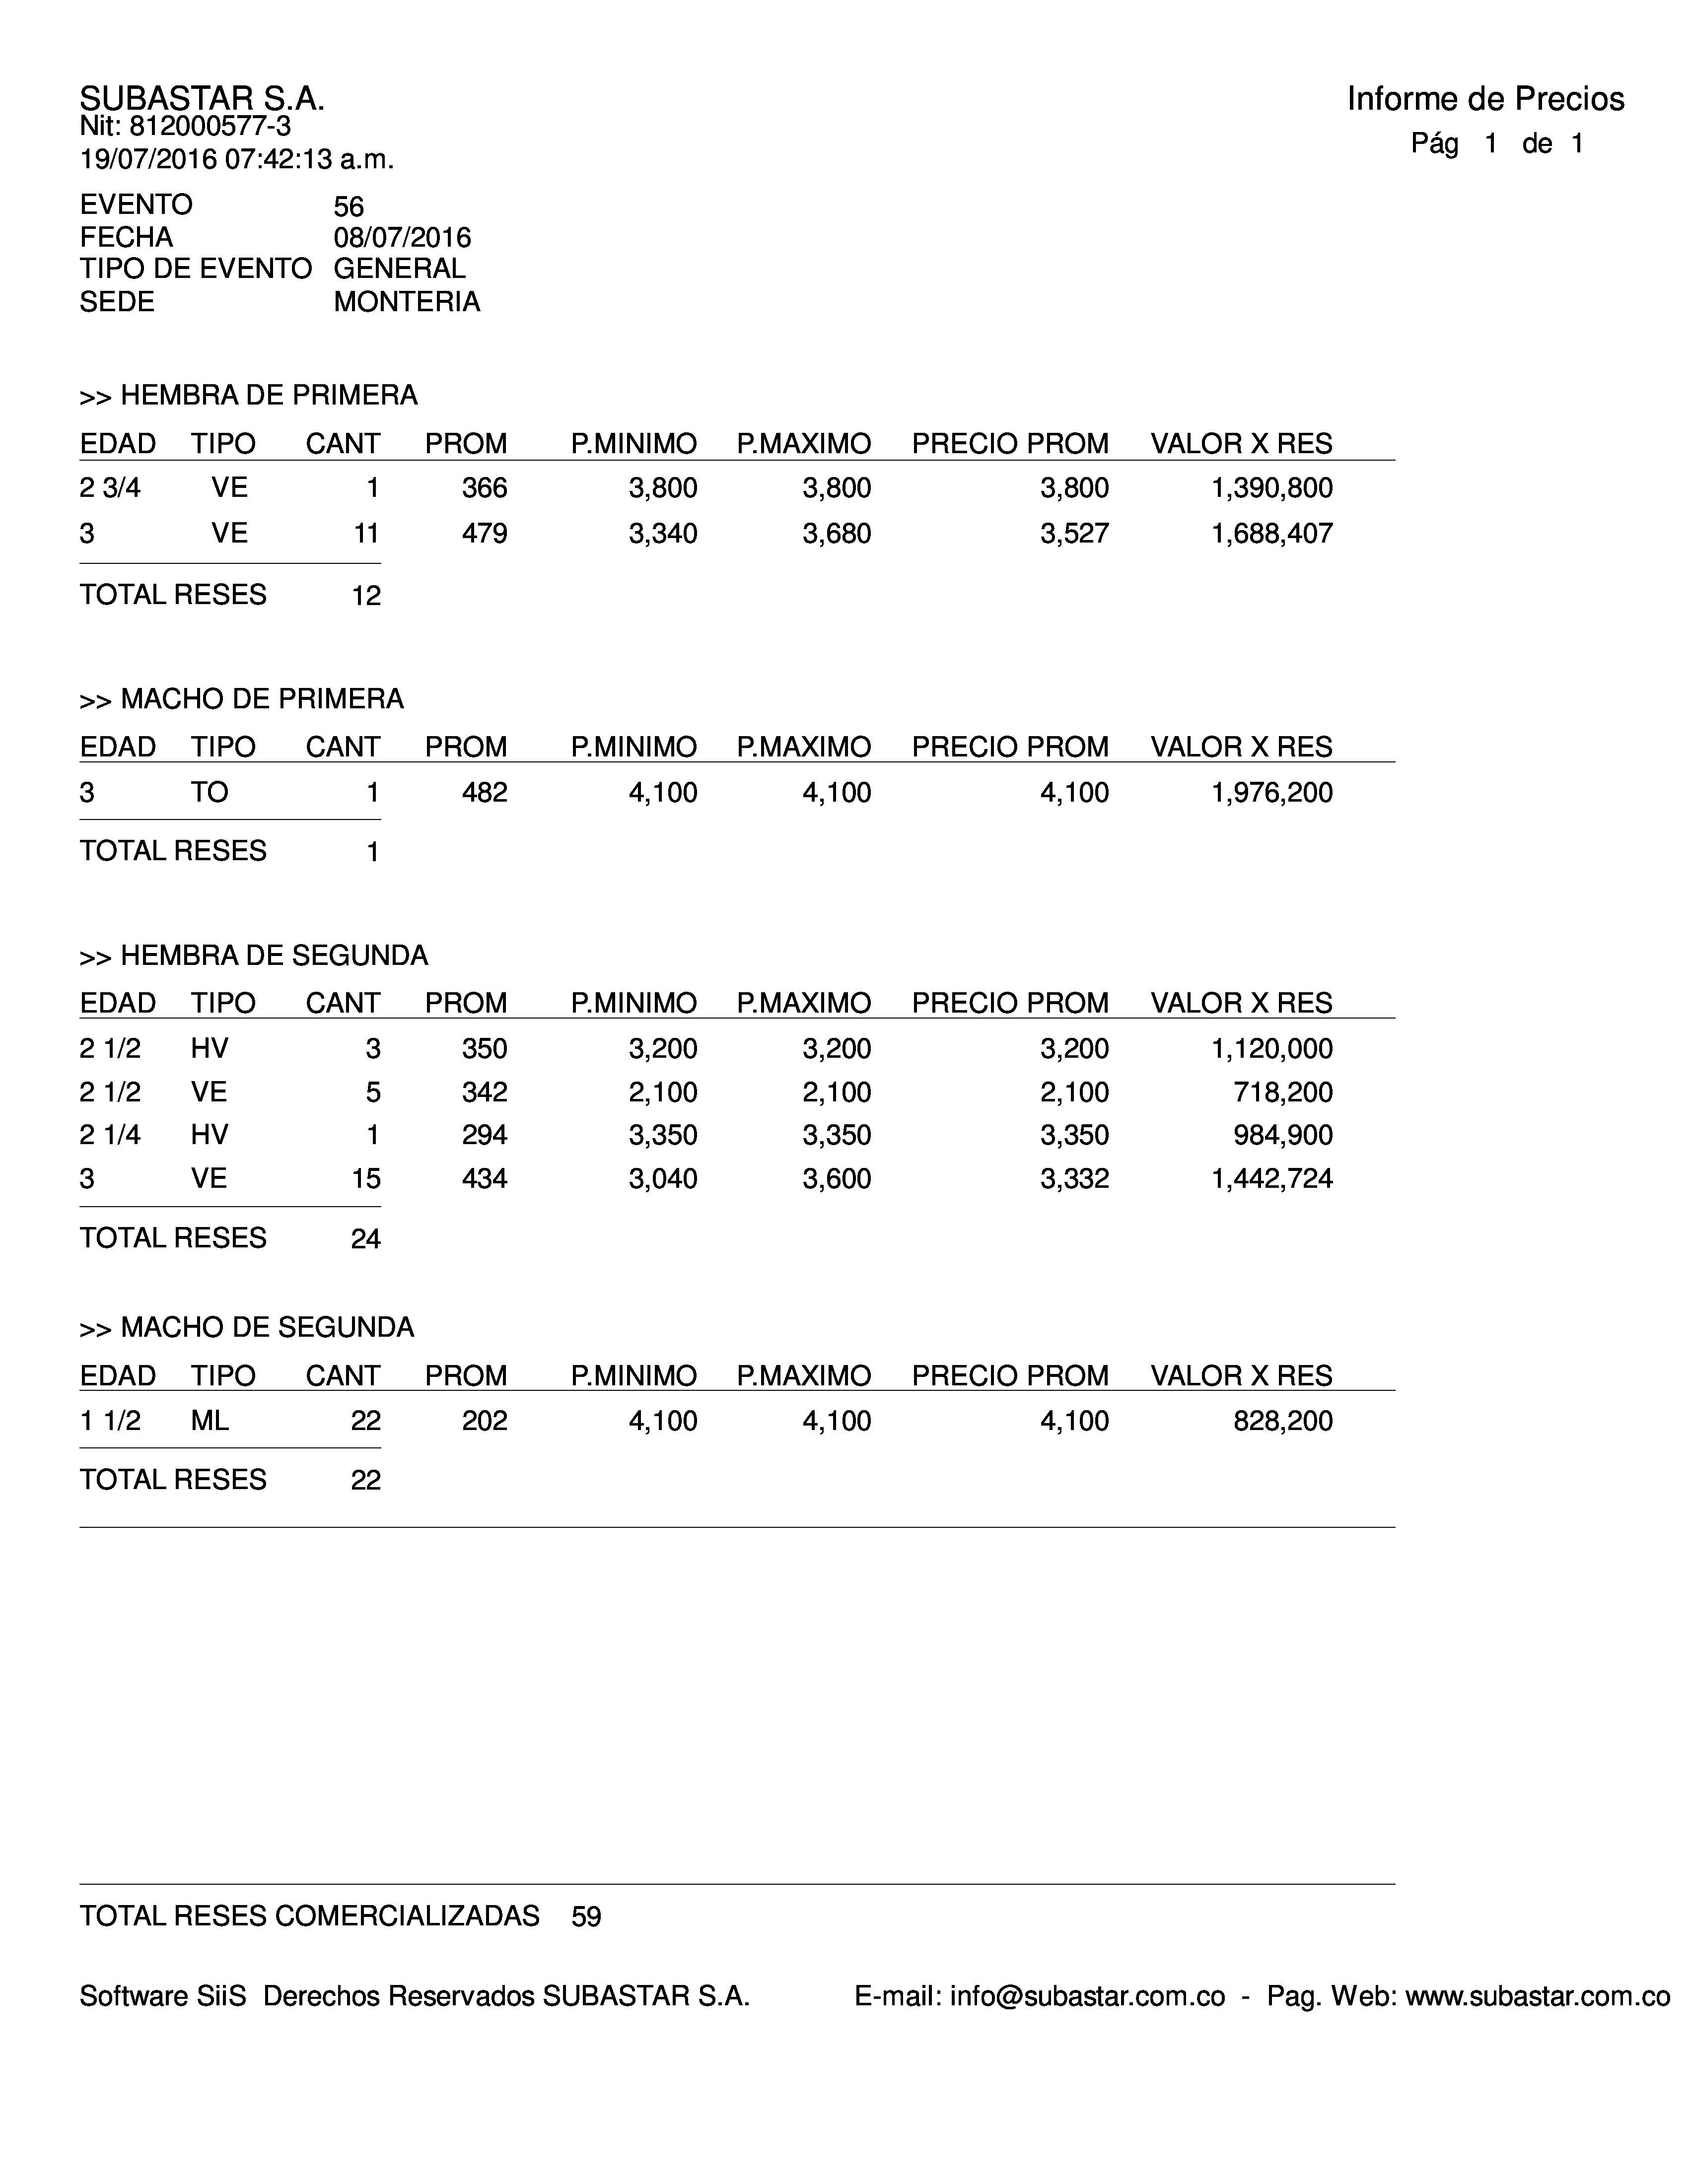 SUBASTAR S.A.
Informe de Precios
Nit: 812000577-3
Pág 1 de 1
19/07/2016 07:42:13 a.m.
EVENTO 56
FECHA 08/07/2016
TIPO DE EVENTO GENERAL
SEDE MONTERIA
>> HEMBRA DE PRIMERA
EDAD TIPO CANT PROM P.MINIMO P.MAXIMO PRECIO PROM VALOR X RES
2 3/4 VE 1 366 3,800 3,800 3,800 1,390,800
3 VE 11 479 3,340 3,680 3,527 1,688,407
TOTAL RESES 12
>> MACHO DE PRIMERA
EDAD TIPO CANT PROM P.MINIMO P.MAXIMO PRECIO PROM VALOR X RES
3 TO 1 482 4,100 4,100 4,100 1,976,200
TOTAL RESES 1
>> HEMBRA DE SEGUNDA
EDAD TIPO CANT PROM P.MINIMO P.MAXIMO PRECIO PROM VALOR X RES
2 1/2 HV 3 350 3,200 3,200 3,200 1,120,000
2 1/2 VE 5 342 2,100 2,100 2,100 718,200
2 1/4 HV 1 294 3,350 3,350 3,350 984,900
3 VE 15 434 3,040 3,600 3,332 1,442,724
TOTAL RESES 24
>> MACHO DE SEGUNDA
EDAD TIPO CANT PROM P.MINIMO P.MAXIMO PRECIO PROM VALOR X RES
1 1/2 ML 22 202 4,100 4,100 4,100 828,200
TOTAL RESES 22
TOTAL RESES COMERCIALIZADAS 59
Software SiiS Derechos Reservados SUBASTAR S.A. E-mail: info@subastar.com.co - Pag. Web: www.subastar.com.co